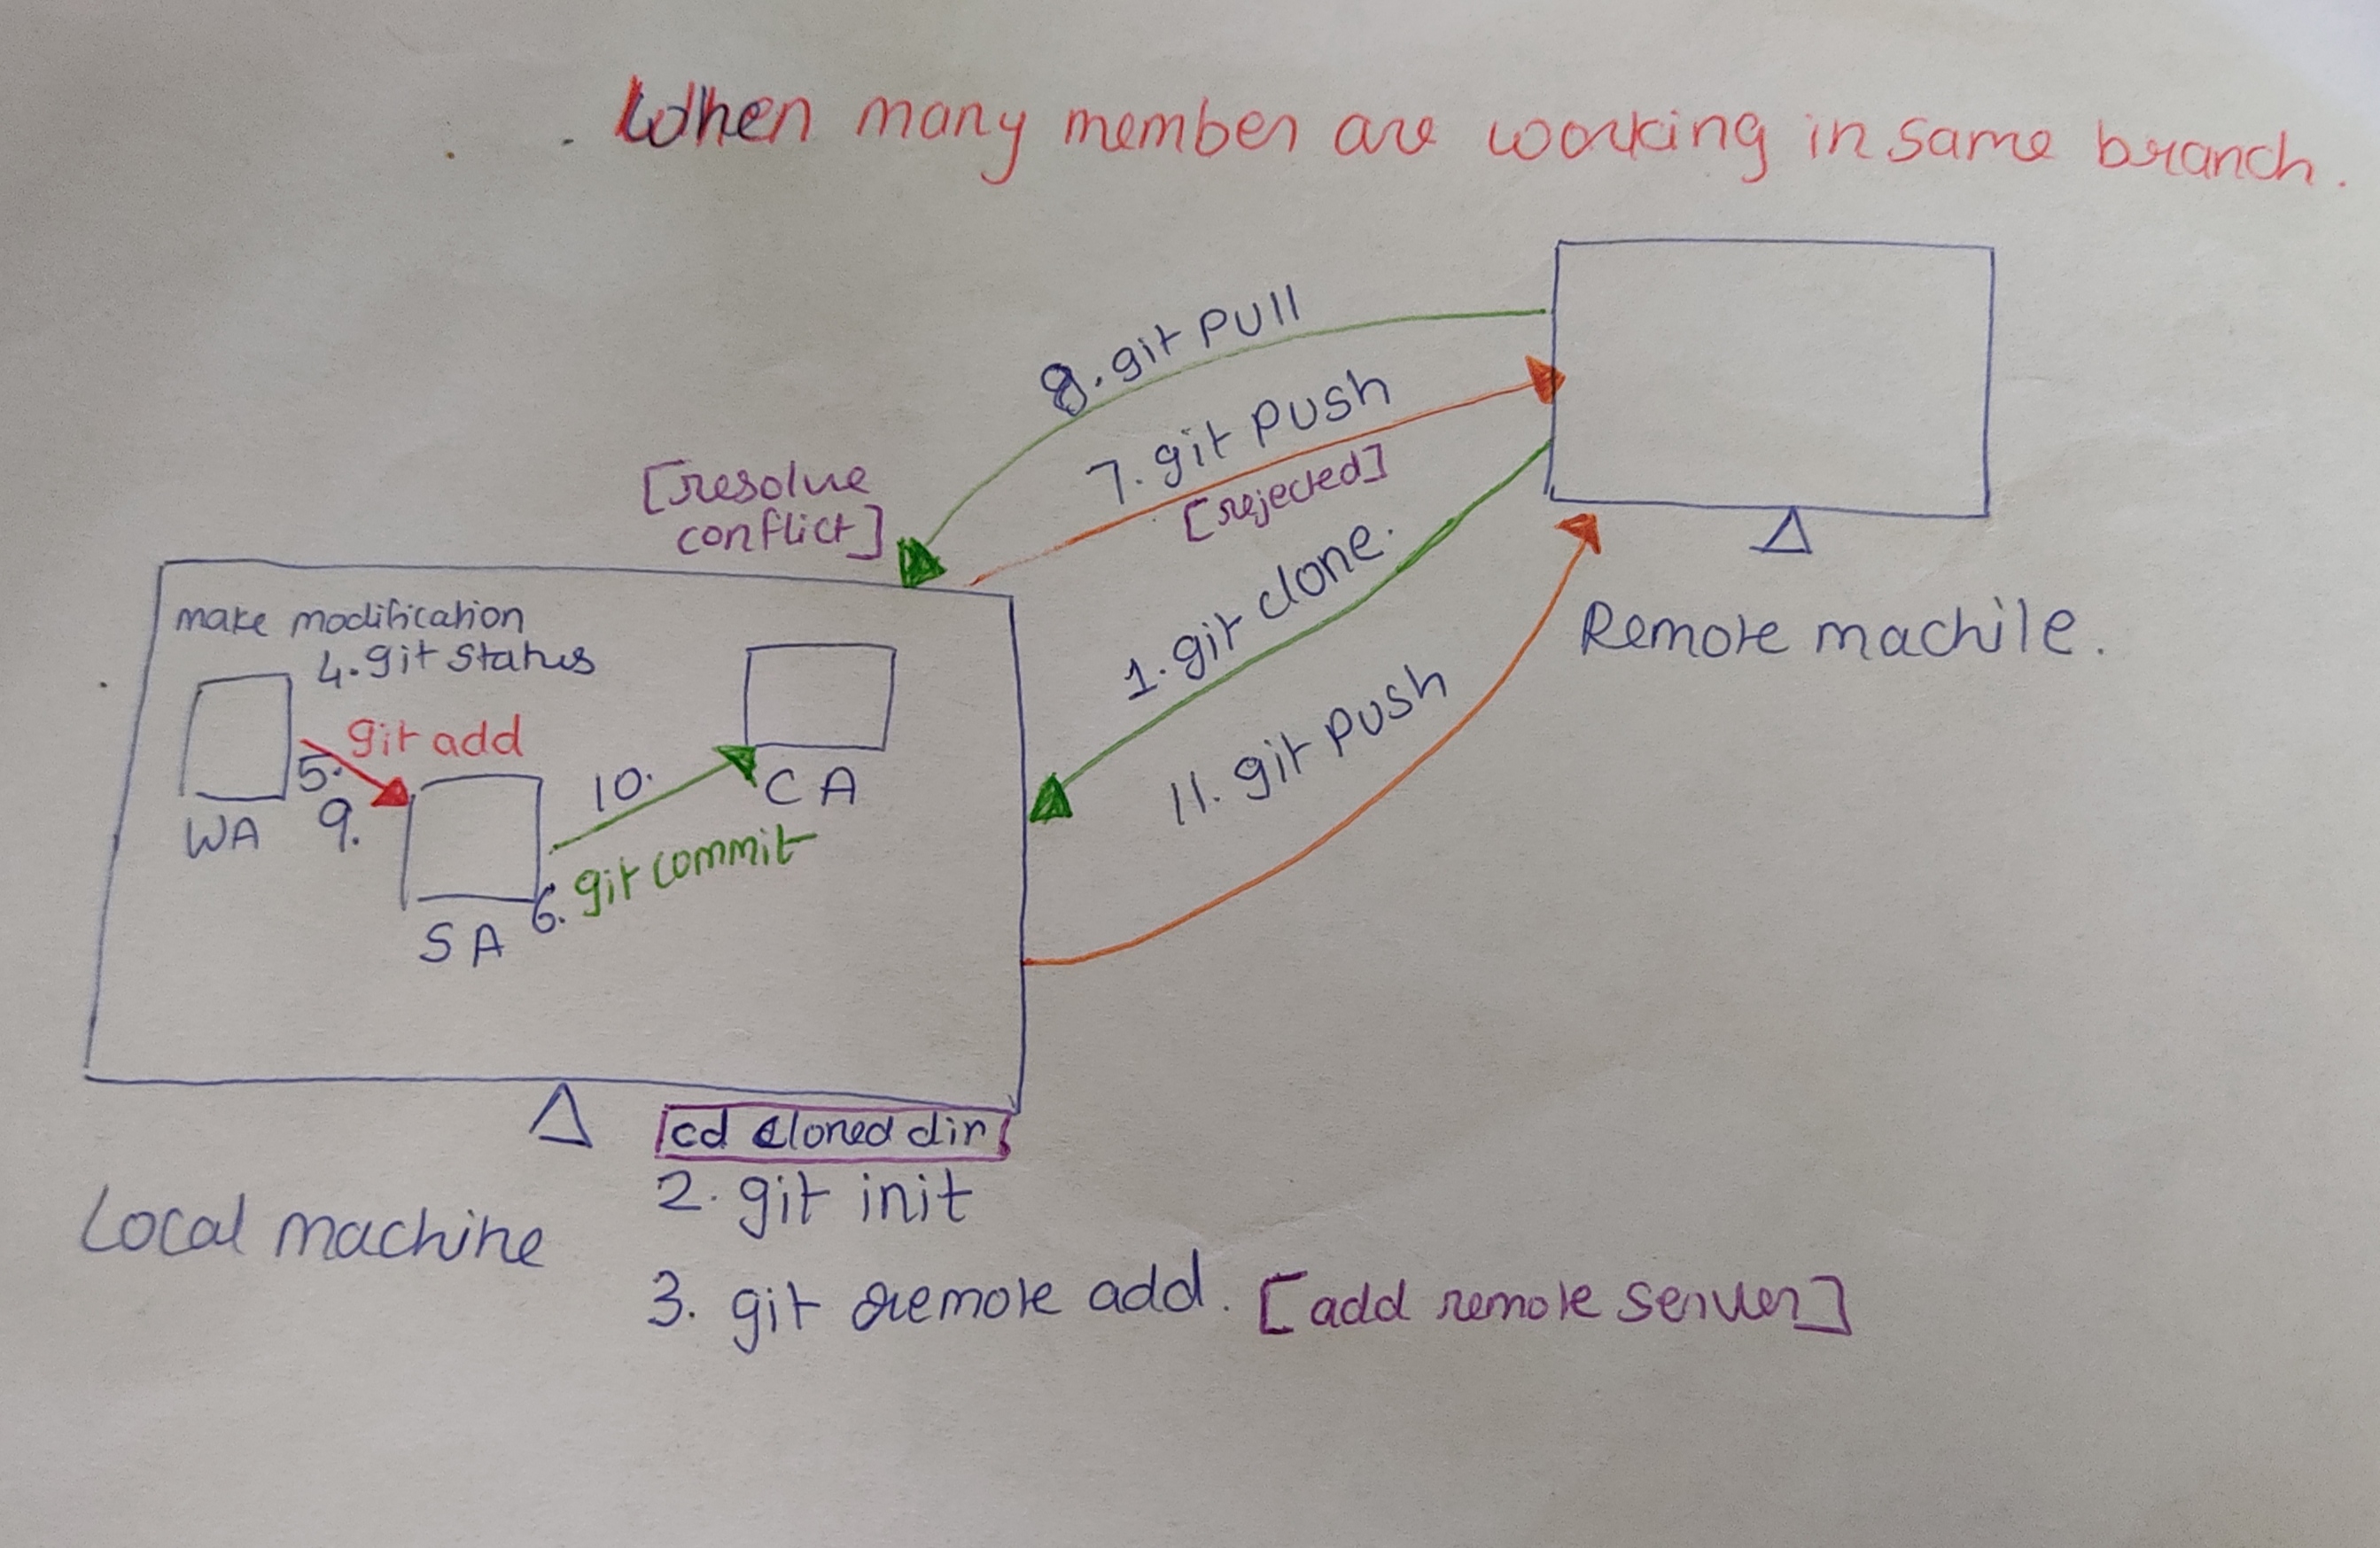 When many member are working in same branch.
8. git pull
7. git push
[rejected]
[resolve
conflict]
1. git clone.
11. git push
Remote machile.
make modification
4. git status
git add
5.
9.
WA
SA
10.
6. git commit
CA
cd cloned dir
Local machine
2. git init
3. git remote add. [add remote server]